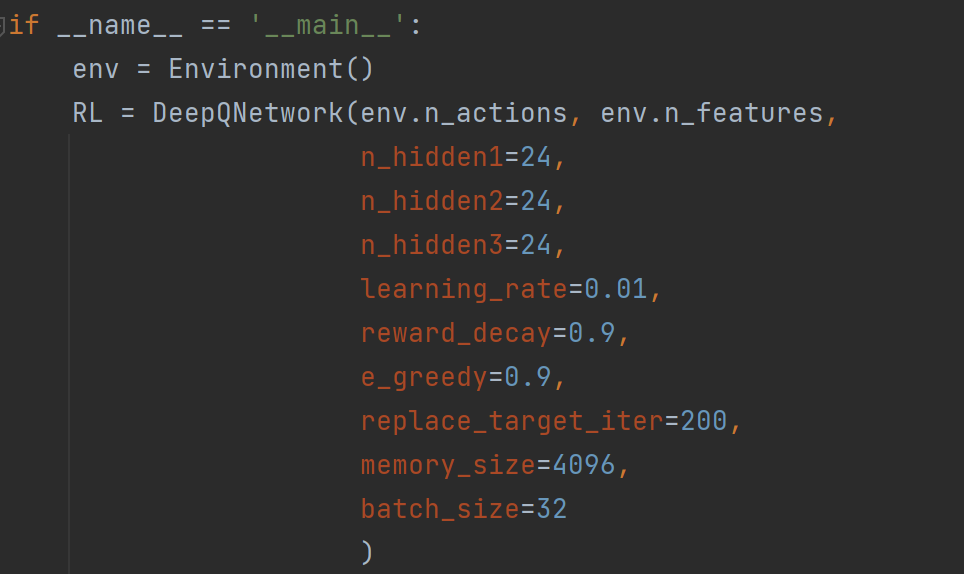 if __name__ == '__main__':
    env = Environment()
    RL = DeepQNetwork(env.n_actions, env.n_features,
                      n_hidden1=24,
                      n_hidden2=24,
                      n_hidden3=24,
                      learning_rate=0.01,
                      reward_decay=0.9,
                      e_greedy=0.9,
                      replace_target_iter=200,
                      memory_size=4096,
                      batch_size=32
                      )